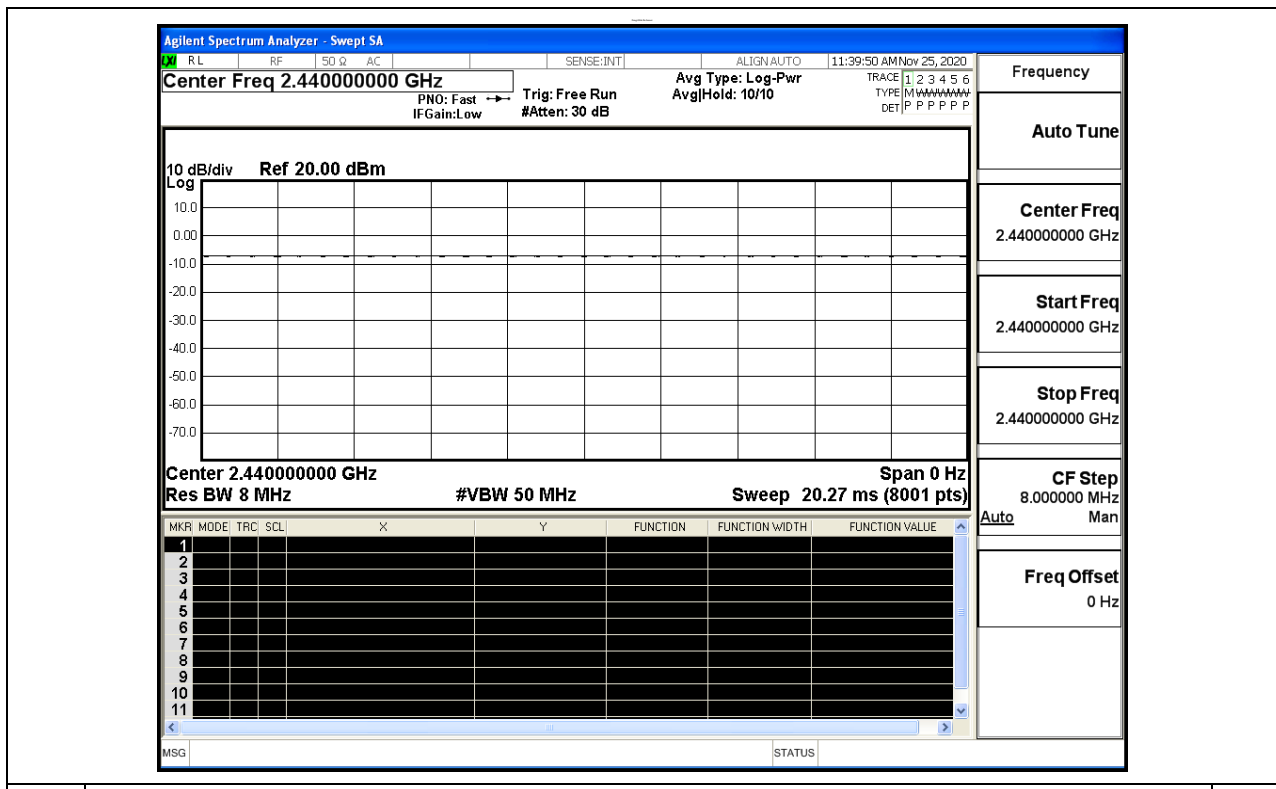 Agilent Spectrum Analyzer - Swept SA
LXI RL RF 50 Ω AC SENSE:INT ALIGN AUTO 11:39:50 AM Nov 25, 2020
Center Freq 2.440000000 GHz
PNO: Fast
IFGain:Low
Trig: Free Run
#Atten: 30 dB
Avg Type: Log-Pwr
Avg|Hold: 10/10
TRACE 1 2 3 4 5 6
TYPE M WWWWW
DET P P P P P P
10 dB/div Ref 20.00 dBm
Log
10.0
0.00
-10.0
-20.0
-30.0
-40.0
-50.0
-60.0
-70.0
Center 2.440000000 GHz Span 0 Hz
Res BW 8 MHz #VBW 50 MHz Sweep 20.27 ms (8001 pts)
MKR MODE TRC SCL X Y FUNCTION FUNCTION WIDTH FUNCTION VALUE
1
2
3
4
5
6
7
8
9
10
11
MSG STATUS
Frequency
Auto Tune
Center Freq
2.440000000 GHz
Start Freq
2.440000000 GHz
Stop Freq
2.440000000 GHz
CF Step
8.000000 MHz
Auto Man
Freq Offset
0 Hz